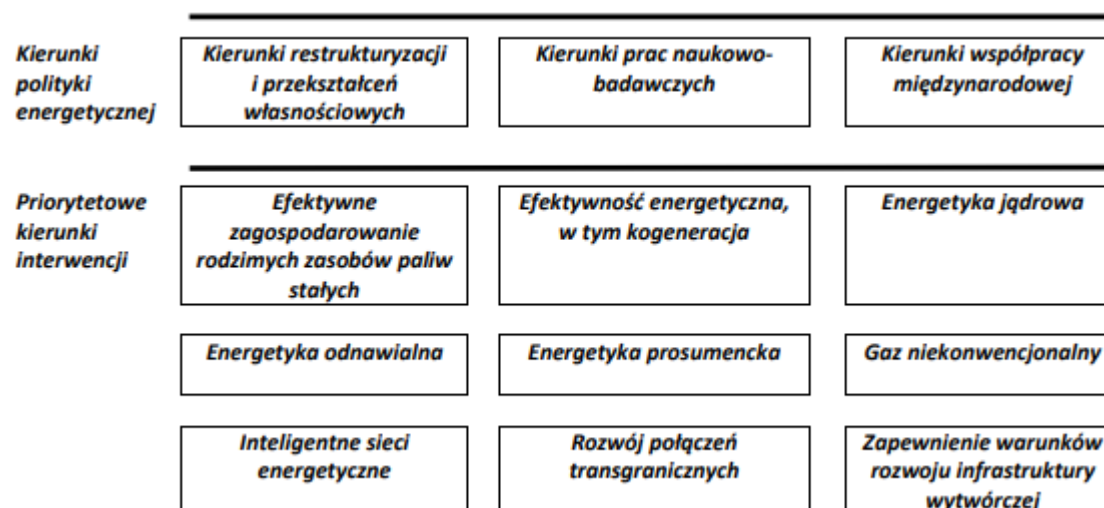 Kierunki
polityki
energetycznej
Kierunki restrukturyzacji
i przekształceń
własnościowych
Kierunki prac naukowo-
badawczych
Kierunki współpracy
międzynarodowej
Priorytetowe
kierunki
interwencji
Efektywne
zagospodarowanie
rodzimych zasobów paliw
stałych
Efektywność energetyczna,
w tym kogeneracja
Energetyka jądrowa
Energetyka odnawialna
Energetyka prosumencka
Gaz niekonwencjonalny
Inteligentne sieci
energetyczne
Rozwój połączeń
transgranicznych
Zapewnienie warunków
rozwoju infrastruktury
wytwórczej